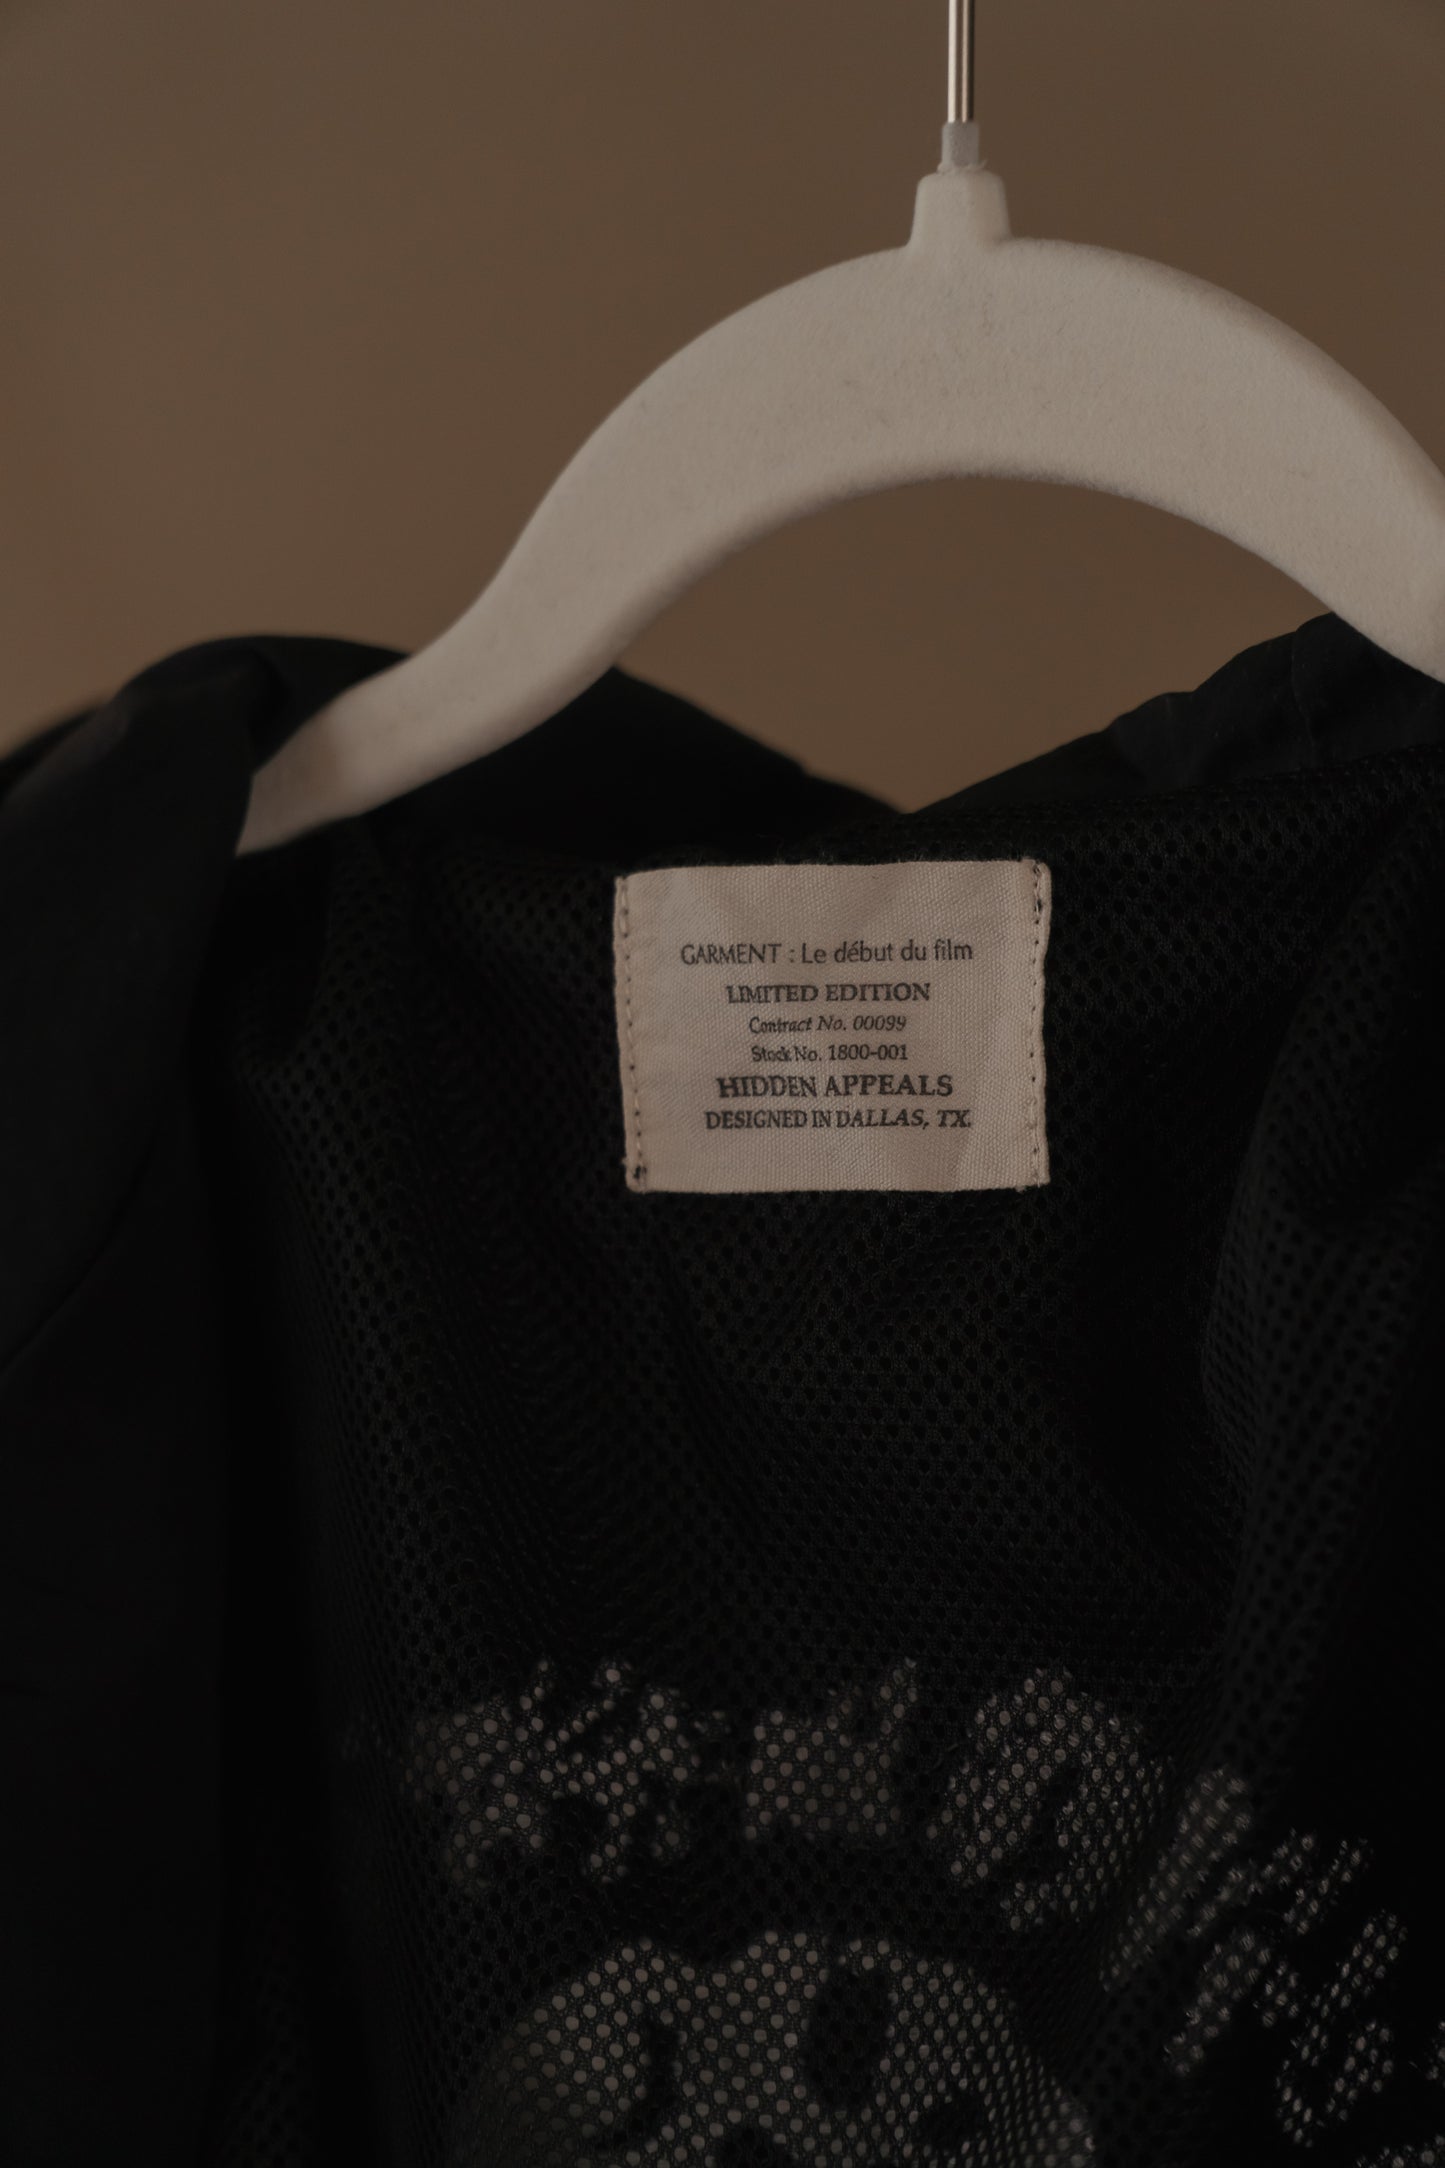 GARMENT : Le début du film
LIMITED EDITION
Contract No. 00099
Stock No. 1800-001
HIDDEN APPEALS
DESIGNED IN DALLAS, TX.